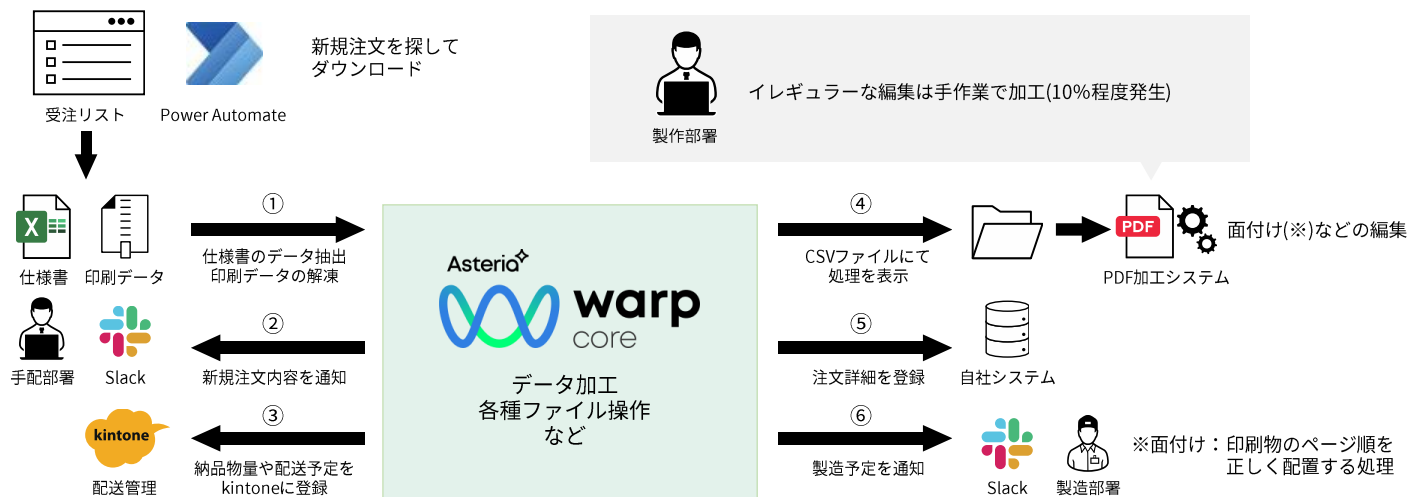 新規注文を探して
ダウンロード
受注リスト
Power Automate
イレギュラーな編集は手作業で加工(10%程度発生)
製作部署
X
仕様書
印刷データ
①
仕様書のデータ抽出
印刷データの解凍
手配部署
Slack
②
新規注文内容を通知
kintone
配送管理
③
納品物量や配送予定を
kintoneに登録
Asteria
warp
core
データ加工
各種ファイル操作
など
④
CSVファイルにて
処理を表示
PDF
PDF加工システム
面付け(※)などの編集
⑤
注文詳細を登録
自社システム
⑥
製造予定を通知
Slack
製造部署
※面付け：印刷物のページ順を
正しく配置する処理